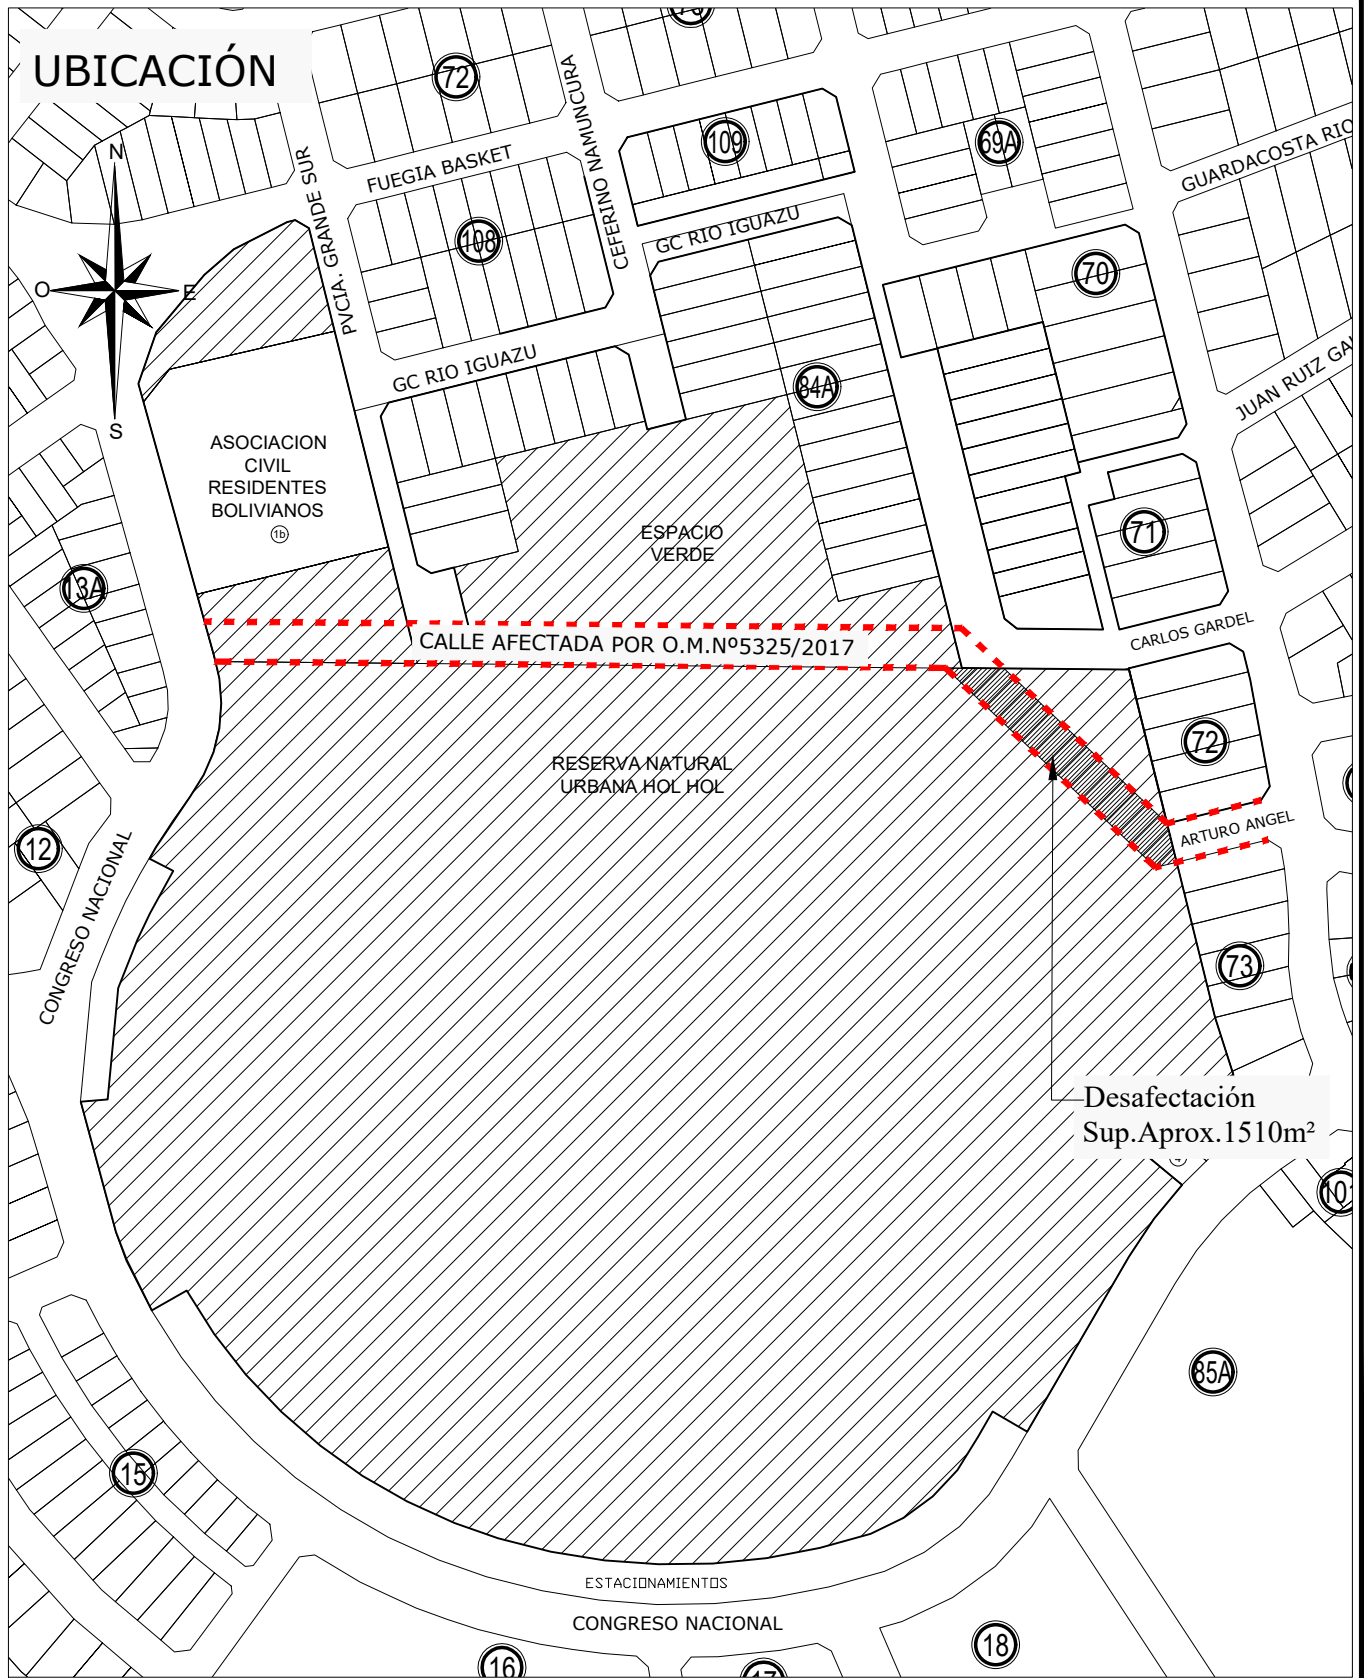 UBICACIÓN
72
109
69A
N
FUEGIA BASKET
CEFERINO NAMUNCURA
PVCIA. GRANDE SUR
108
GC RIO IGUAZU
GUARDACOSTA RIO
70
O
E
GC RIO IGUAZU
84A
JUAN RUIZ
S
ASOCIACION
CIVIL
RESIDENTES
BOLIVIANOS
1b
ESPACIO
VERDE
71
13A
CALLE AFECTADA POR O.M.Nº5325/2017
CARLOS GARDEL
RESERVA NATURAL
URBANA HOL HOL
72
12
ARTURO ANGEL
CONGRESO NACIONAL
73
Desafectación
Sup.Aprox.1510m²
101
85A
15
ESTACIONAMIENTOS
CONGRESO NACIONAL
18
16
17